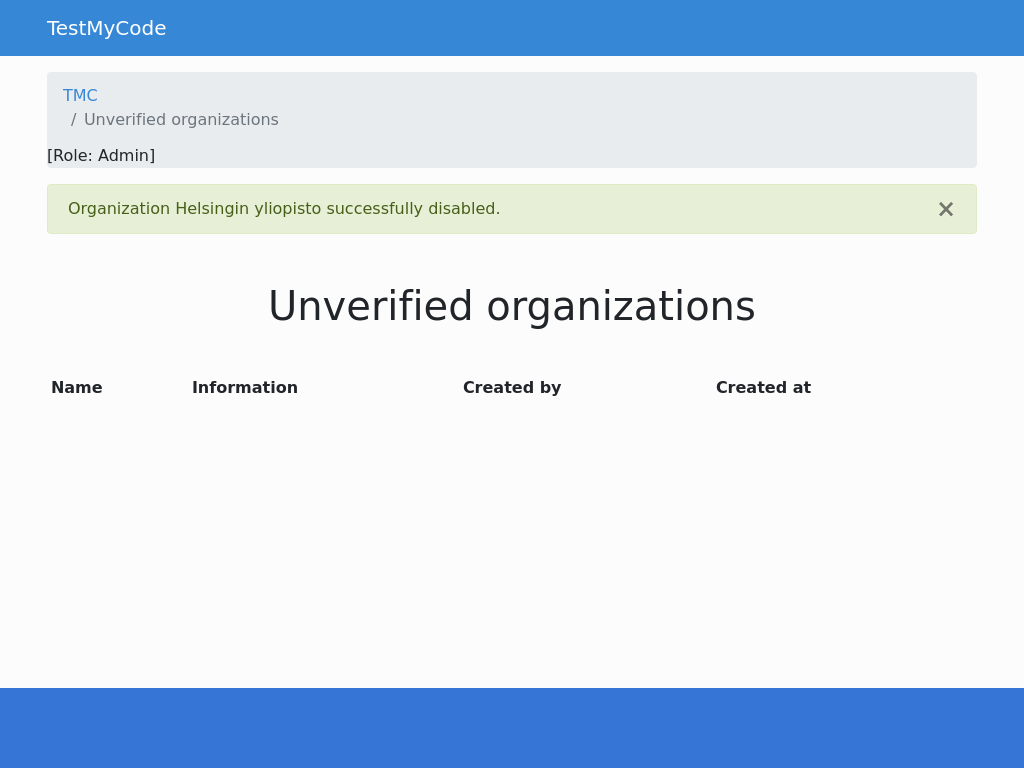 TestMyCode
TMC
/ Unverified organizations
[Role: Admin]
Organization Helsingin yliopisto successfully disabled. ×
Unverified organizations
Name Information Created by Created at